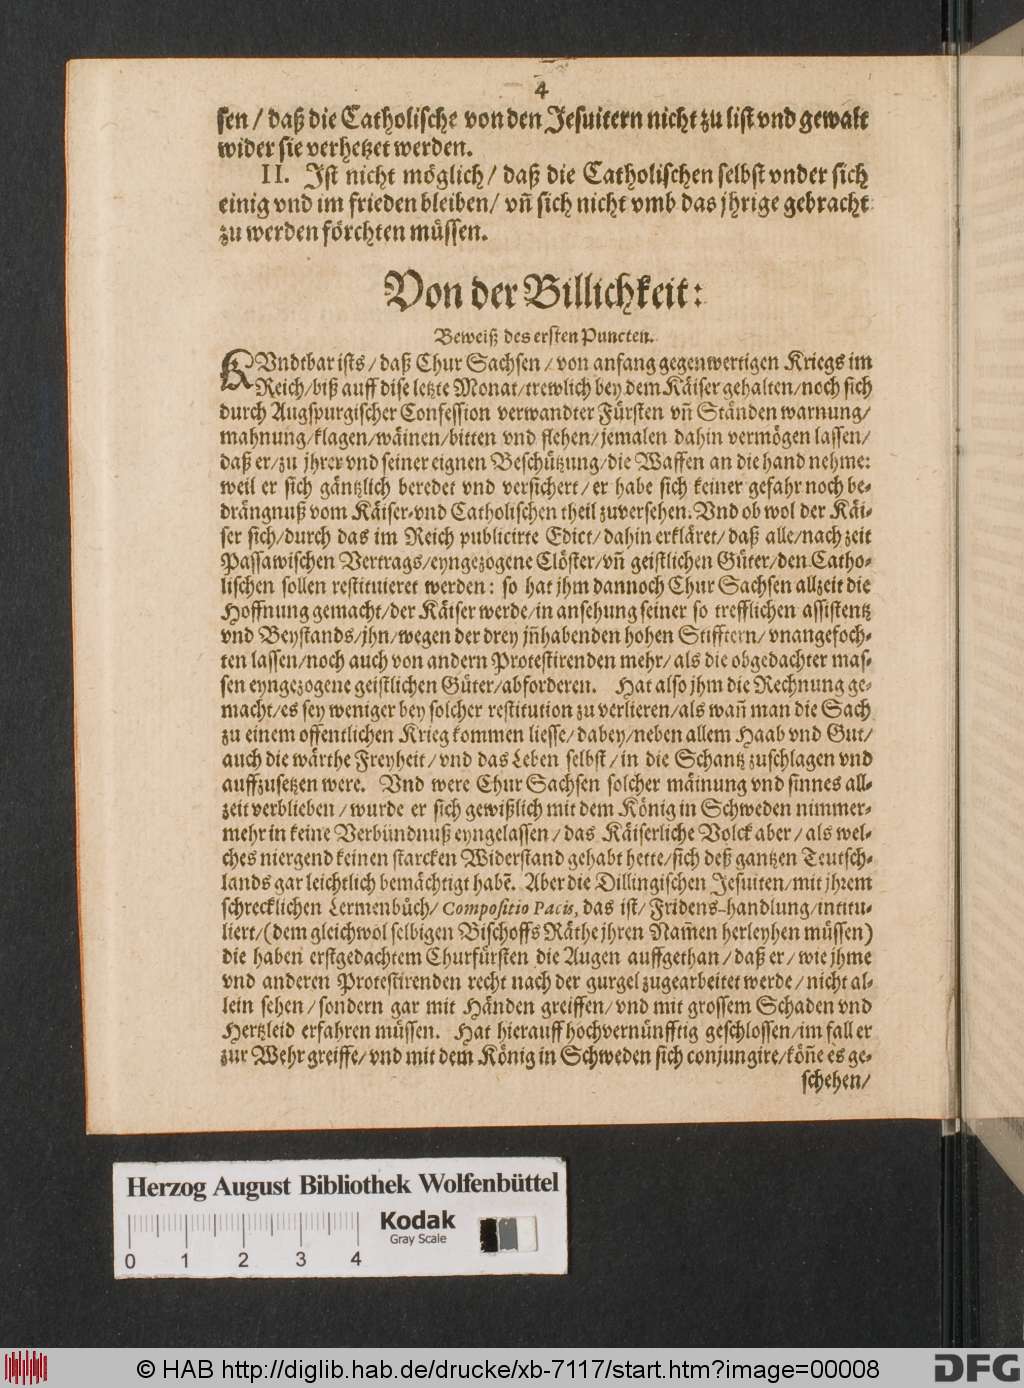 4
sen / daß die Catholische von den Jesuitern nicht zu list vnd gewalt
wider sie verhetzet werden.
II. Ist nicht möglich / daß die Catholischen selbst vnder sich
einig vnd im frieden bleiben / vñ sich nicht vmb das jhrige gebracht
zu werden förchten müssen.
Von der Billichkeit:
Beweiß des ersten Puncten.
KVndtbar ists / daß Chur Sachsen / von anfang gegenwertigen Kriegs im
Reich / biß auff dise letzte Monat / trewlich bey dem Käiser gehalten / noch sich
durch Augspurgischer Confession verwandter Fürsten vñ Ständen warnung /
mahnung / klagen / wäinen / bitten vnd flehen / jemalen dahin vermögen lassen /
daß er / zu jhrer vnd seiner eignen Beschützung / die Waffen an die hand nehme:
weil er sich gäntzlich beredet vnd versichert / er habe sich keiner gefahr noch be-
drängnuß vom Käiser- vnd Catholischen theil zuversehen. Vnd ob wol der Käi-
ser sich / durch das im Reich publicirte Edict / dahin erkläret / daß alle / nach zeit
Passawischen Vertrags / eyngezogene Clöster / vñ geistlichen Güter / den Catho-
lischen sollen restituieret werden: so hat jhm dannoch Chur Sachsen allzeit die
Hoffnung gemacht / der Käiser werde / in ansehung seiner so trefflichen assistentz
vnd Beystands / jhn / wegen der drey jñhabenden hohen Stifftern / vnangefoch-
ten lassen / noch auch von andern Protestirenden mehr / als die obgedachter mas-
sen eyngezogene geistlichen Güter / abforderen. Hat also jhm die Rechnung ge-
macht / es sey weniger bey solcher restitution zu verlieren / als wañ man die Sach
zu einem offentlichen Krieg kommen liesse / dabey / neben allem Haab vnd Gut /
auch die wärthe Freyheit / vnd das Leben selbst / in die Schantz zuschlagen vnd
auffzusetzen were. Vnd were Chur Sachsen solcher mäinung vnd sinnes all-
zeit verblieben / wurde er sich gewißlich mit dem König in Schweden nimmer-
mehr in keine Verbündnuß eyngelassen / das Käiserliche Volck aber / als wel-
ches niergend keinen starcken Widerstand gehabt hette / sich deß gantzen Teutsch-
lands gar leichtlich bemächtigt habẽ. Aber die Dillingischen Jesuiten / mit jhrem
schrecklichen Lermenbüch / Compositio Pacis, das ist / Fridens-handlung / intitu-
liert / (dem gleichwol selbigen Bischoffs Räthe jhren Nam̃en herleyhen müssen)
die haben erstgedachtem Churfürsten die Augen auffgethan / daß er / wie jhme
vnd anderen Protestirenden recht nach der gurgel zugearbeitet werde / nicht al-
lein sehen / sondern gar mit Händen greiffen / vnd mit grossem Schaden vnd
Hertzleid erfahren müssen. Hat hierauff hochvernünfftig geschlossen / im fall er
zur Wehr greiffe / vnd mit dem König in Schweden sich conjungire / köñe es ge-
schehen /
Herzog August Bibliothek Wolfenbüttel
Kodak
Gray Scale
0 1 2 3 4
© HAB http://diglib.hab.de/drucke/xb-7117/start.htm?image=00008
DFG